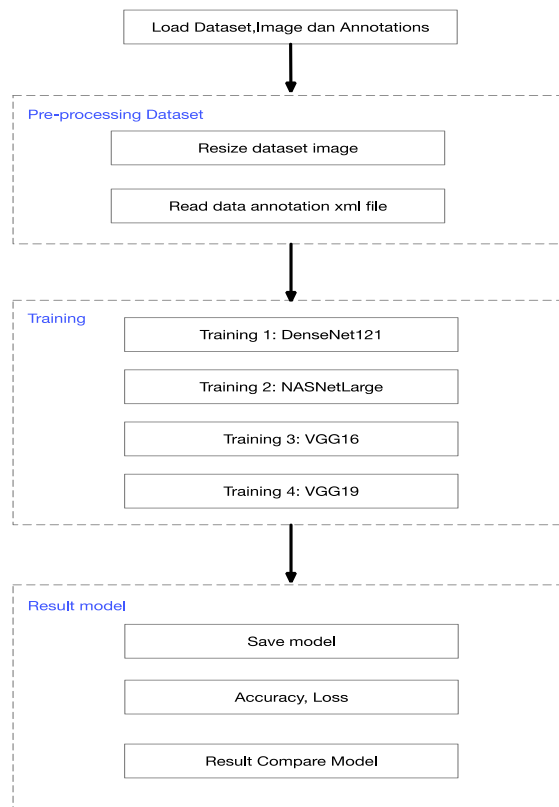 Load Dataset,Image dan Annotations
Pre-processing Dataset
Resize dataset image
Read data annotation xml file
Training
Training 1: DenseNet121
Training 2: NASNetLarge
Training 3: VGG16
Training 4: VGG19
Result model
Save model
Accuracy, Loss
Result Compare Model